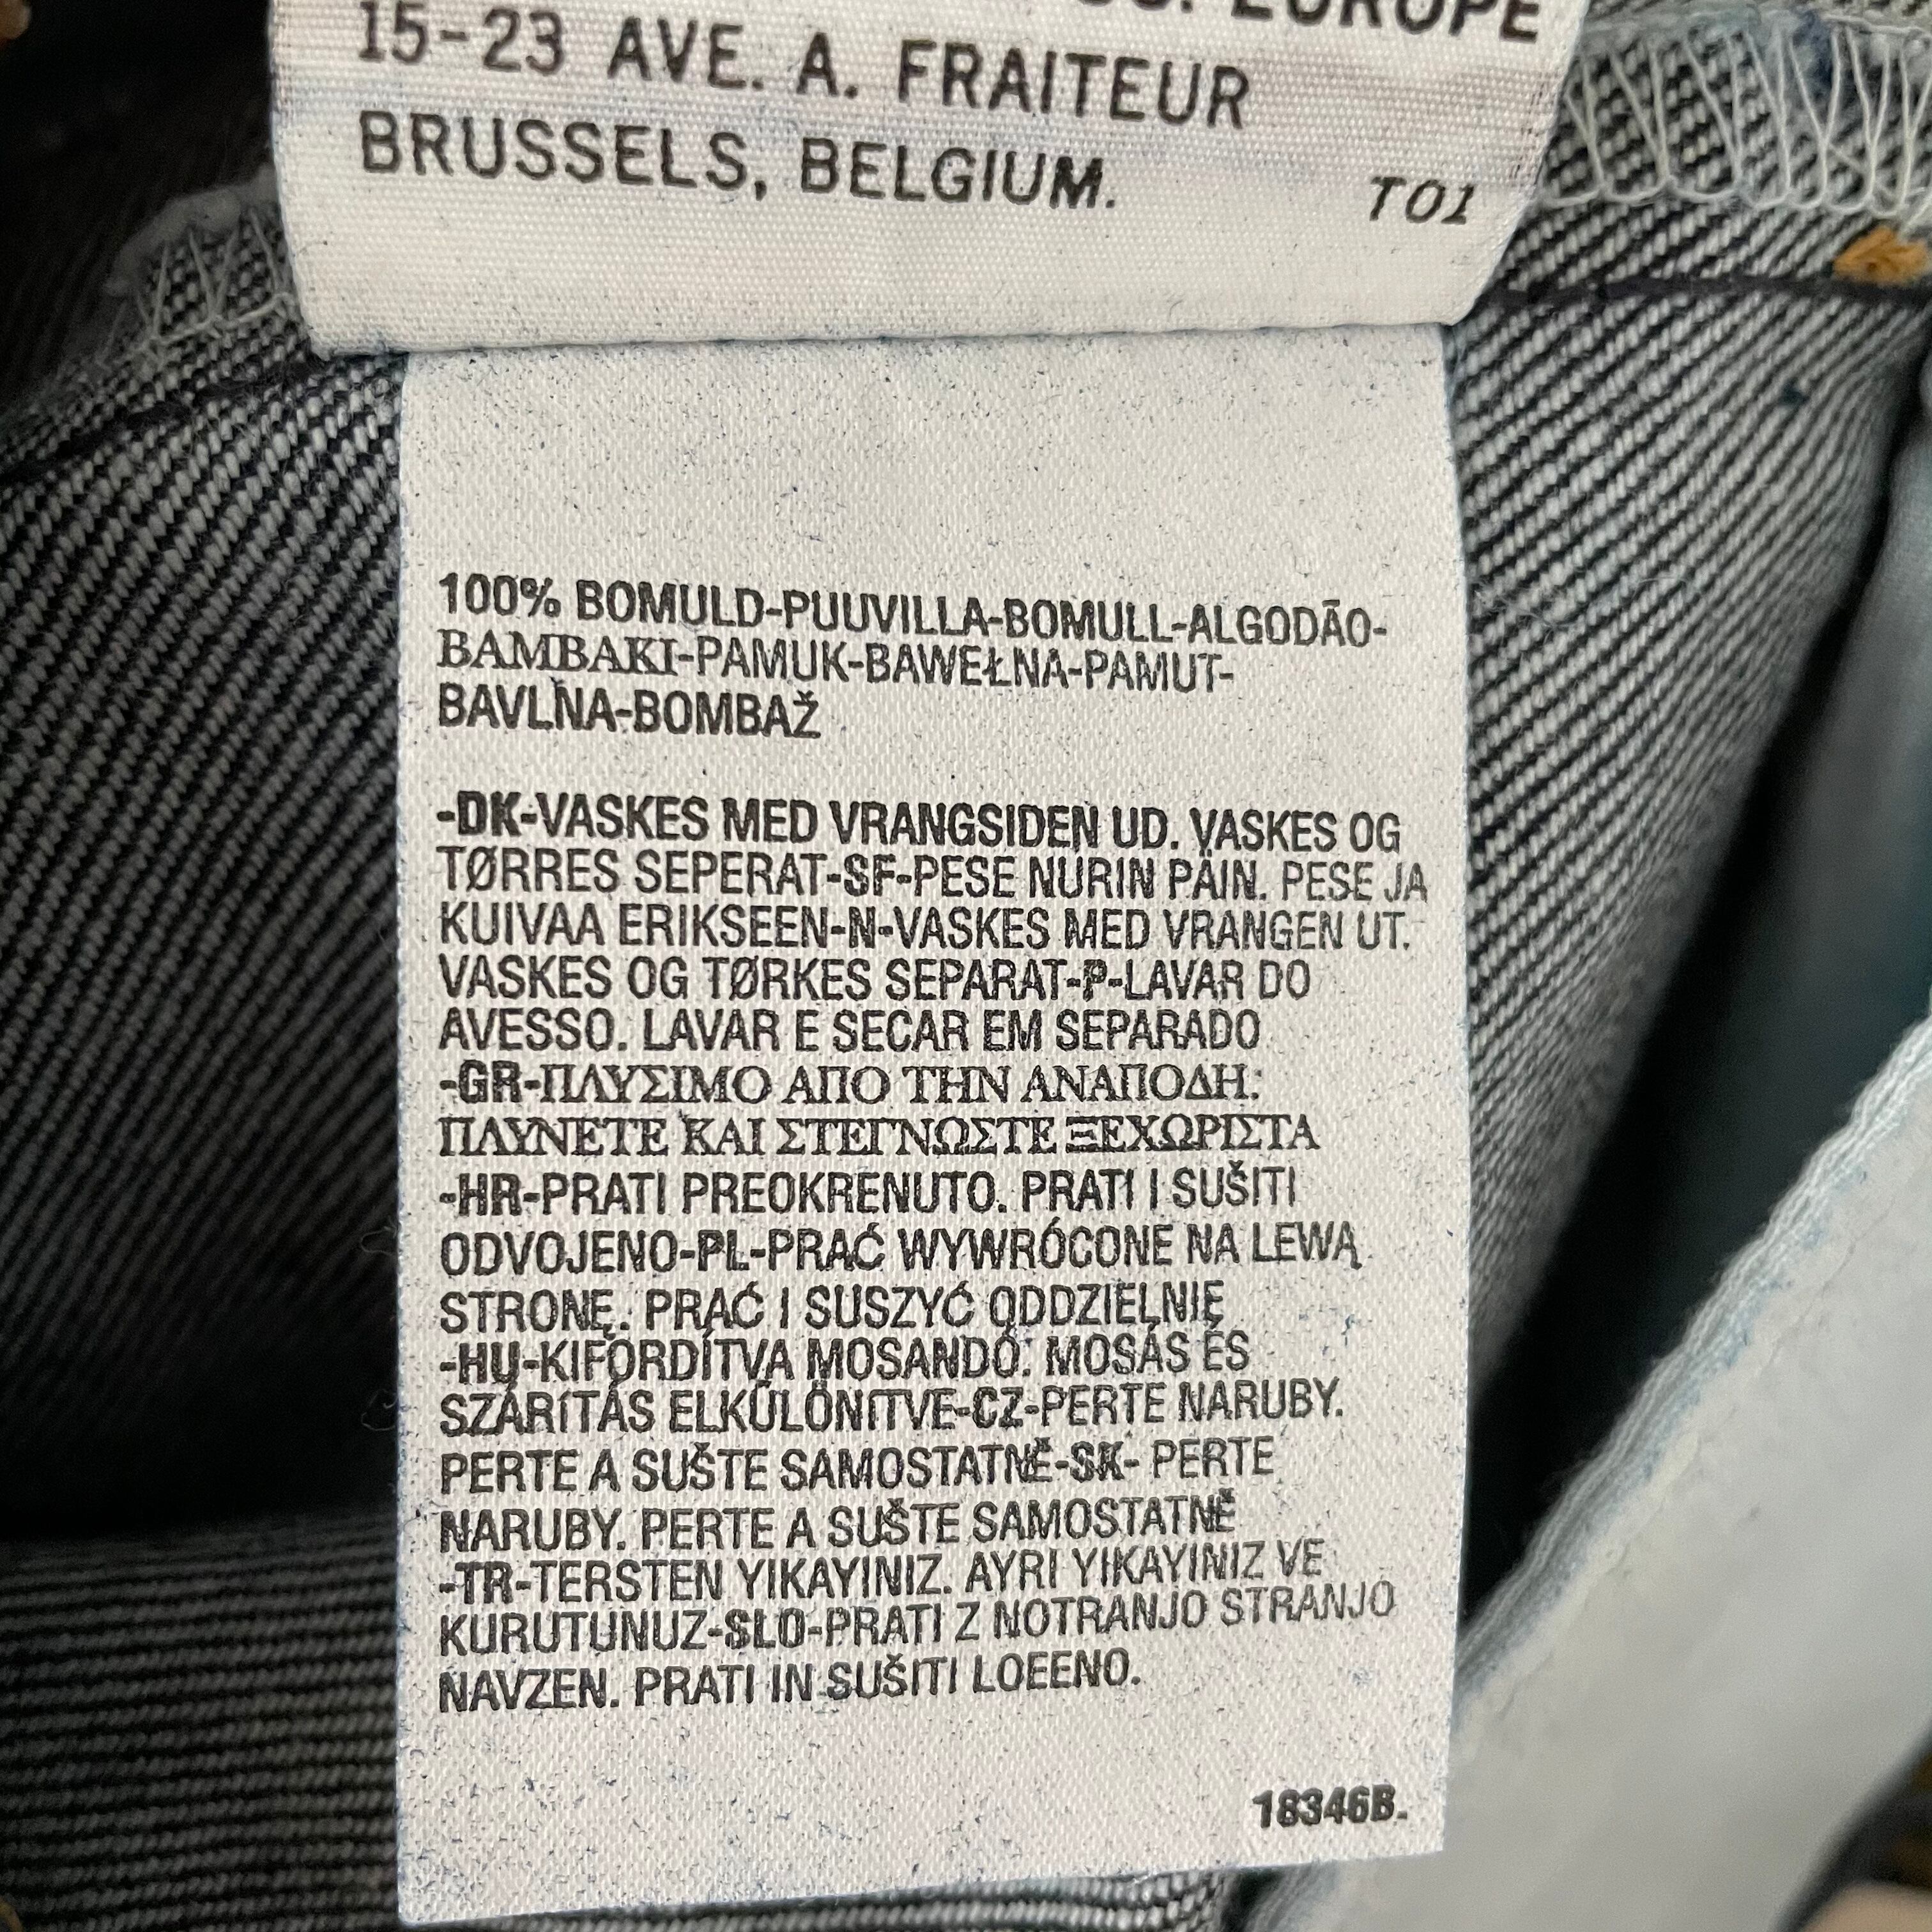 EUROPE
15-23 AVE. A. FRAITEUR
BRUSSELS, BELGIUM.
T01
100% BOMULD-PUUVILLA-BOMULL-ALGODÃO-
BAMBAKI-PAMUK-BAWEŁNA-PAMUT-
BAVLŇA-BOMBAŽ
-DK-VASKES MED VRANGSIDEN UD. VASKES OG
TØRRES SEPERAT-SF-PESE NURIN PÄIN. PESE JA
KUIVAA ERIKSEEN-N-VASKES MED VRANGEN UT.
VASKES OG TØRKES SEPARAT-P-LAVAR DO
AVESSO. LAVAR E SECAR EM SEPARADO
-GR-ΠΛΥΣΙΜΟ ΑΠΟ ΤΗΝ ΑΝΑΠΟΔΗ:
ΠΛΥΝΕΤΕ ΚΑΙ ΣΤΕΓΝΩΣΤΕ ΞΕΧΩΡΙΣΤΑ
-HR-PRATI PREOKRENUTO. PRATI I SUŠITI
ODVOJENO-PL-PRAĆ WYWRÓCONE NA LEWĄ
STRONĘ. PRAĆ I SUSZYĆ ODDZIELNIĘ
-HU-KIFORDÍTVA MOSANDÓ: MOSÁS ÉS
SZÁRÍTÁS ELKÜLÖNÍTVE-CZ-PERTE NARUBY.
PERTE A SUŠTE SAMOSTATNĚ-SK- PERTE
NARUBY. PERTE A SUŠTE SAMOSTATNĚ
-TR-TERSTEN YIKAYINIZ. AYRI YIKAYINIZ VE
KURUTUNUZ-SLO-PRATI Z NOTRANJO STRANJO
NAVZEN. PRATI IN SUŠITI LOEENO.
18346B.